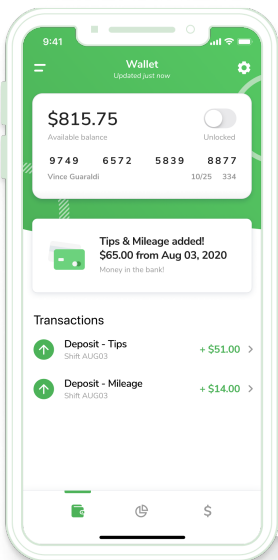 9:41
Wallet
Updated just now
$815.75
Available balance
Unlocked
9749 6572 5839 8877
Vince Guaraldi 10/25 334
Tips & Mileage added!
$65.00 from Aug 03, 2020
Money in the bank!
Transactions
Deposit - Tips
Shift AUG03
+ $51.00
Deposit - Mileage
Shift AUG03
+ $14.00
$